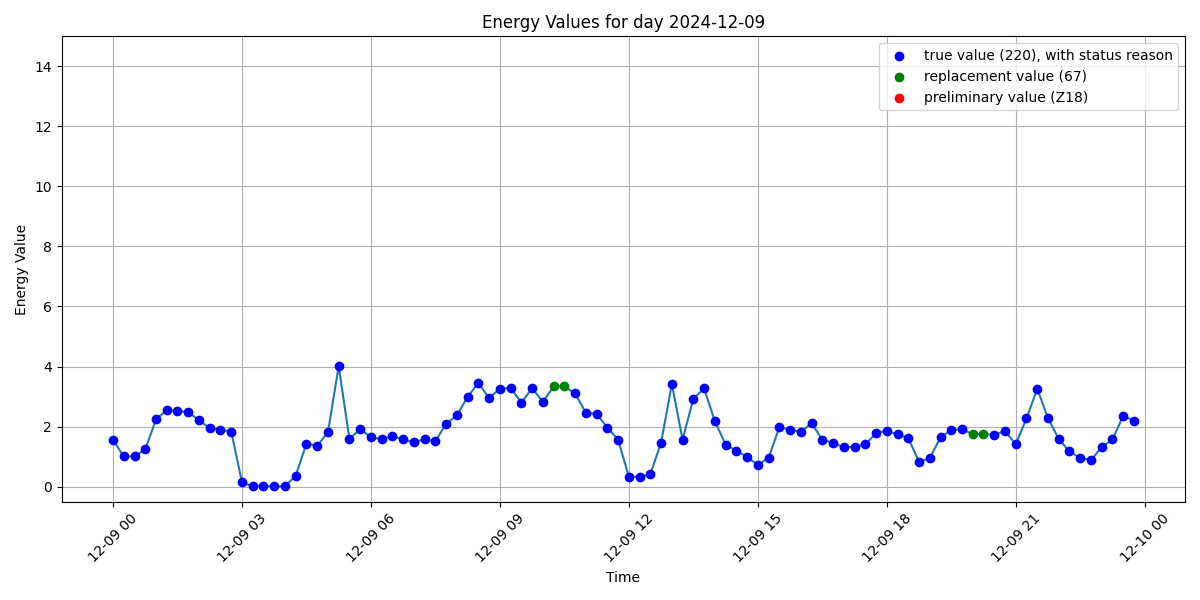 Energy Values for day 2024-12-09
true value (220), with status reason
replacement value (67)
preliminary value (Z18)
14
12
10
8
6
4
2
0
Energy Value
12-09 00
12-09 03
12-09 06
12-09 09
12-09 12
12-09 15
12-09 18
12-09 21
12-10 00
Time